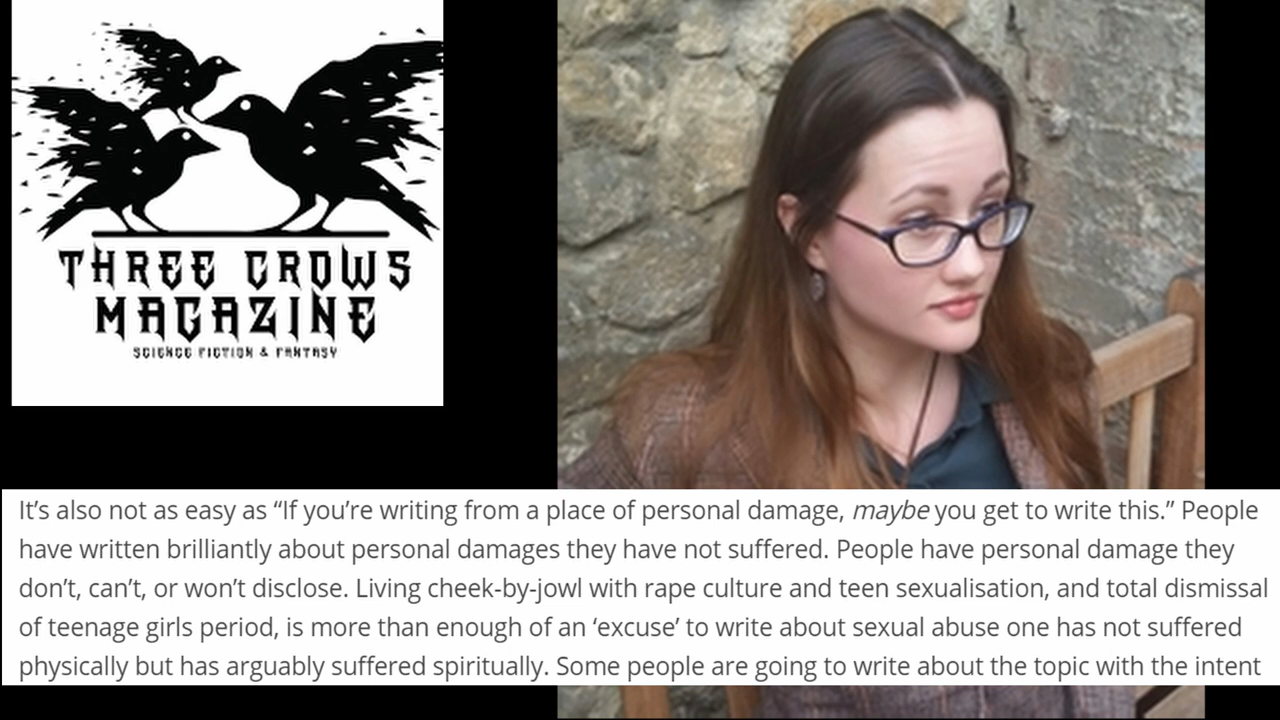 THREE CROWS
MAGAZINE
SCIENCE FICTION & FANTASY
It’s also not as easy as “If you’re writing from a place of personal damage, maybe you get to write this.” People
have written brilliantly about personal damages they have not suffered. People have personal damage they
don’t, can’t, or won’t disclose. Living cheek-by-jowl with rape culture and teen sexualisation, and total dismissal
of teenage girls period, is more than enough of an ‘excuse’ to write about sexual abuse one has not suffered
physically but has arguably suffered spiritually. Some people are going to write about the topic with the intent